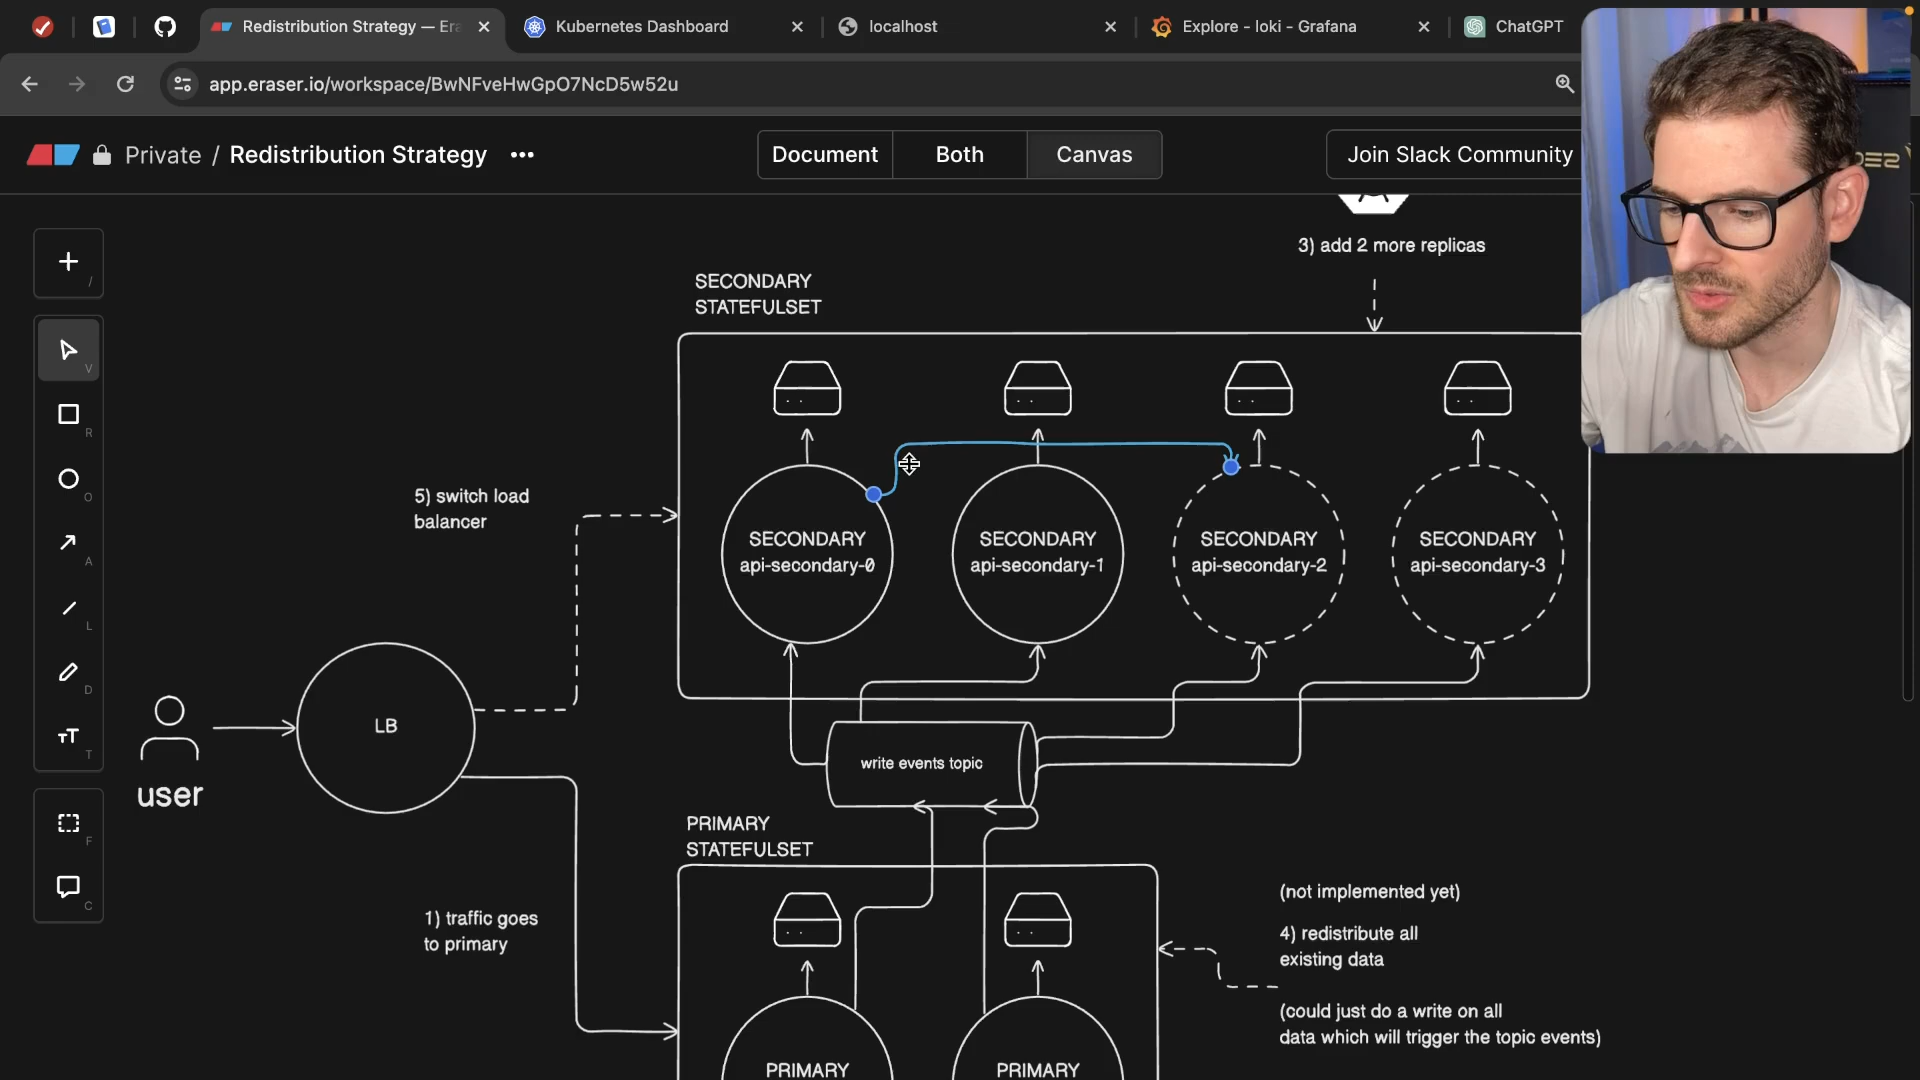 Redistribution Strategy — Era
Kubernetes Dashboard
localhost
Explore - loki - Grafana
ChatGPT
app.eraser.io/workspace/BwNFveHwGpO7NcD5w52u
Private / Redistribution Strategy
Document
Both
Canvas
Join Slack Community
3) add 2 more replicas
SECONDARY
STATEFULSET
/
V
R
O
A
L
D
T
F
C
5) switch load
balancer
SECONDARY
api-secondary-0
SECONDARY
api-secondary-1
SECONDARY
api-secondary-2
SECONDARY
api-secondary-3
LB
user
write events topic
PRIMARY
STATEFULSET
1) traffic goes
to primary
(not implemented yet)
4) redistribute all
existing data
(could just do a write on all
data which will trigger the topic events)
PRIMARY
PRIMARY